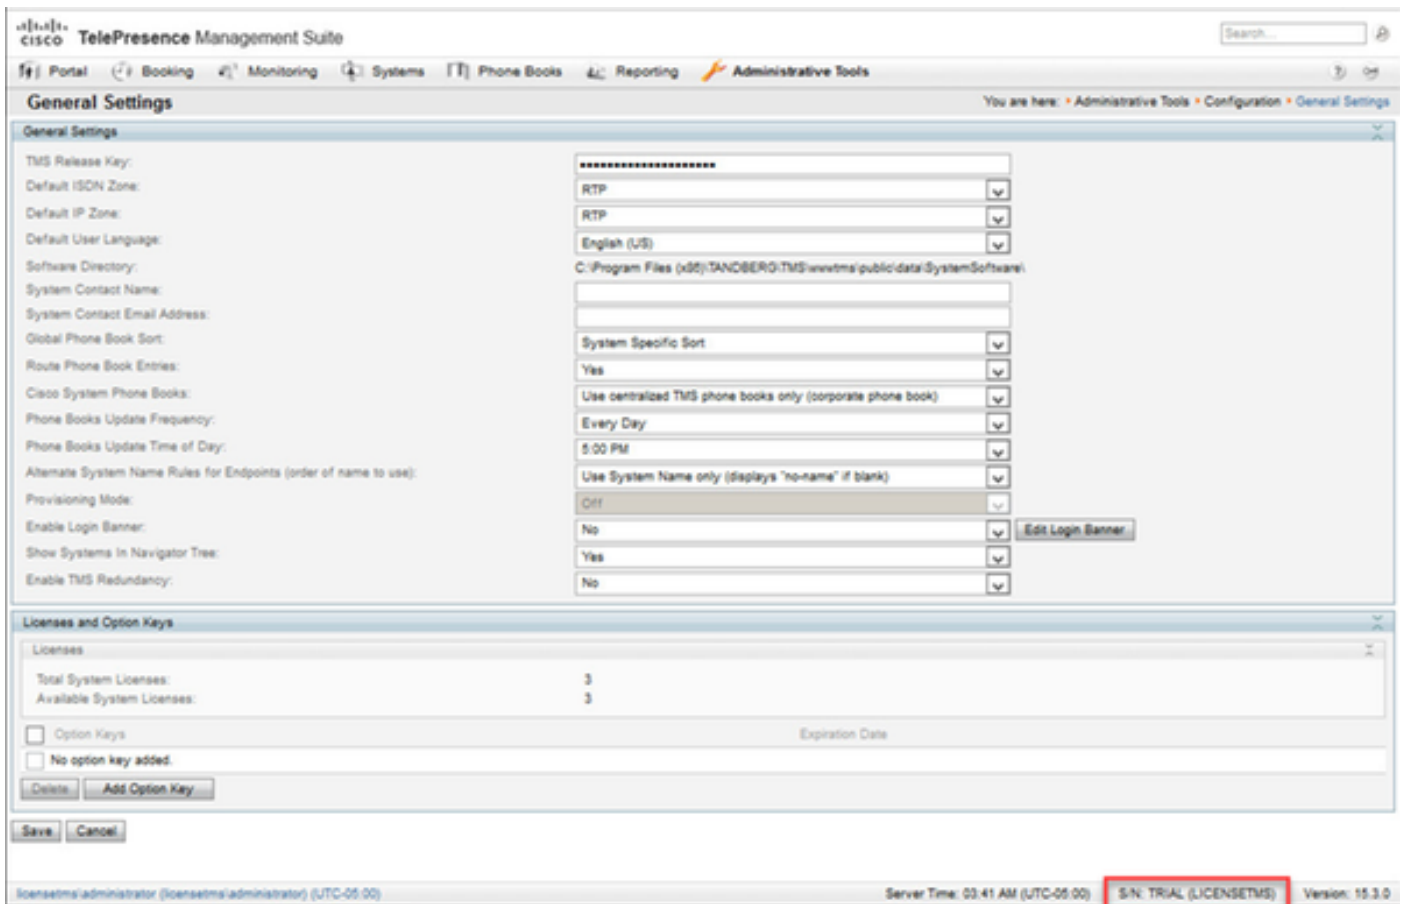 cisco TelePresence Management Suite
Search...
Portal Booking Monitoring Systems Phone Books Reporting Administrative Tools
General Settings
You are here: Administrative Tools Configuration General Settings
General Settings
TMS Release Key:
Default ISDN Zone: RTP
Default IP Zone: RTP
Default User Language: English (US)
Software Directory: C:\Program Files (x86)\TANDBERG\TMS\wwwtms\public\data\SystemSoftware\
System Contact Name:
System Contact Email Address:
Global Phone Book Sort: System Specific Sort
Route Phone Book Entries: Yes
Cisco System Phone Books: Use centralized TMS phone books only (corporate phone book)
Phone Books Update Frequency: Every Day
Phone Books Update Time of Day: 5:00 PM
Alternate System Name Rules for Endpoints (order of name to use): Use System Name only (displays "no-name" if blank)
Provisioning Mode: Off
Enable Login Banner: No Edit Login Banner
Show Systems In Navigator Tree: Yes
Enable TMS Redundancy: No
Licenses and Option Keys
Licenses
Total System Licenses: 3
Available System Licenses: 3
Option Keys Expiration Date
No option key added.
Delete Add Option Key
Save Cancel
licensetms\administrator (licensetms\administrator) (UTC-05:00) Server Time: 03:41 AM (UTC-05:00) S/N: TRIAL (LICENSETMS) Version: 15.3.0